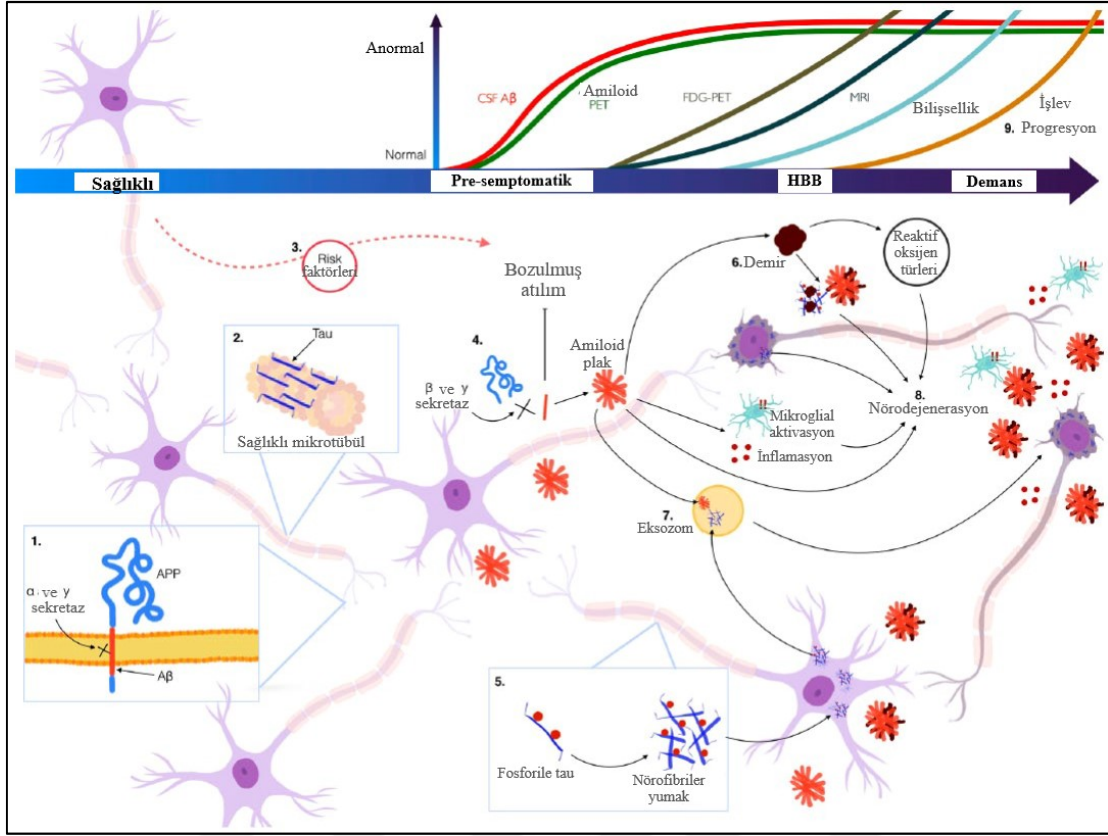 Anormal
Normal
CSF Aβ
Amiloid
PET
FDG-PET
MRI
Bilişsellik
İşlev
9. Progresyon
Sağlıklı
Pre-semptomatik
HBB
Demans
3.
Risk
faktörleri
Bozulmuş
atılım
6. Demir
Reaktif
oksijen
türleri
2.
Tau
Sağlıklı mikrotübül
4.
β ve y
sekretaz
Amiloid
plak
!!
Mikroglial
aktivasyon
İnflamasyon
8.
Nörodejenerasyon
!!
!!
7.
Eksozom
1.
APP
α ve y
sekretaz
Aβ
5.
Fosforile tau
Nörofibriler
yumak